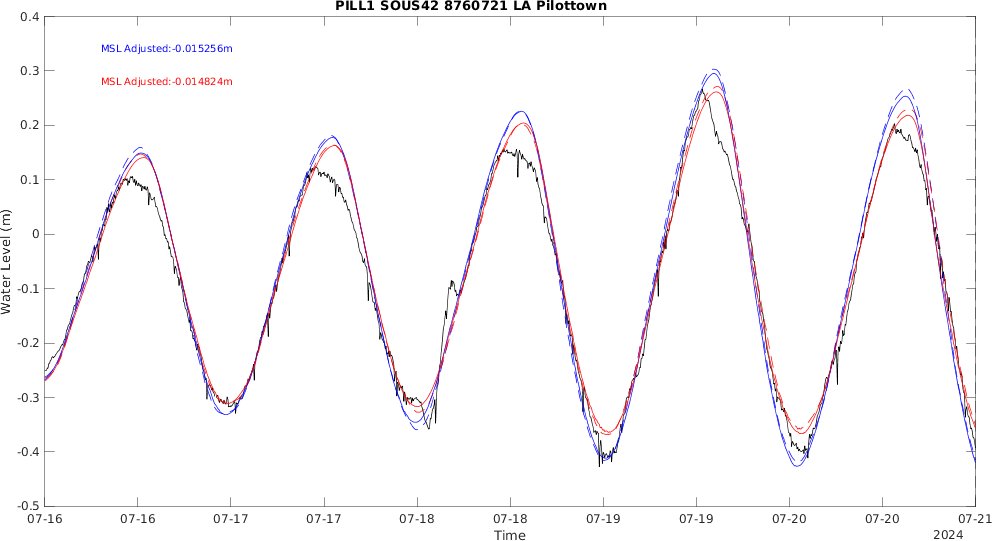 PILL1 SOUS42 8760721 LA Pilottown
MSL Adjusted:-0.015256m
MSL Adjusted:-0.014824m
Water Level (m)
0.4
0.3
0.2
0.1
0
-0.1
-0.2
-0.3
-0.4
-0.5
07-16 07-16 07-17 07-17 07-18 07-18 07-19 07-19 07-20 07-20 07-21
Time
2024